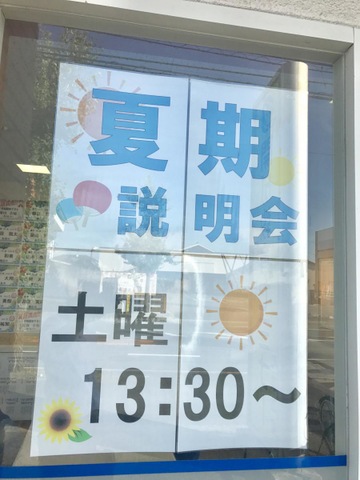 夏期
説明会
土曜
13:30～